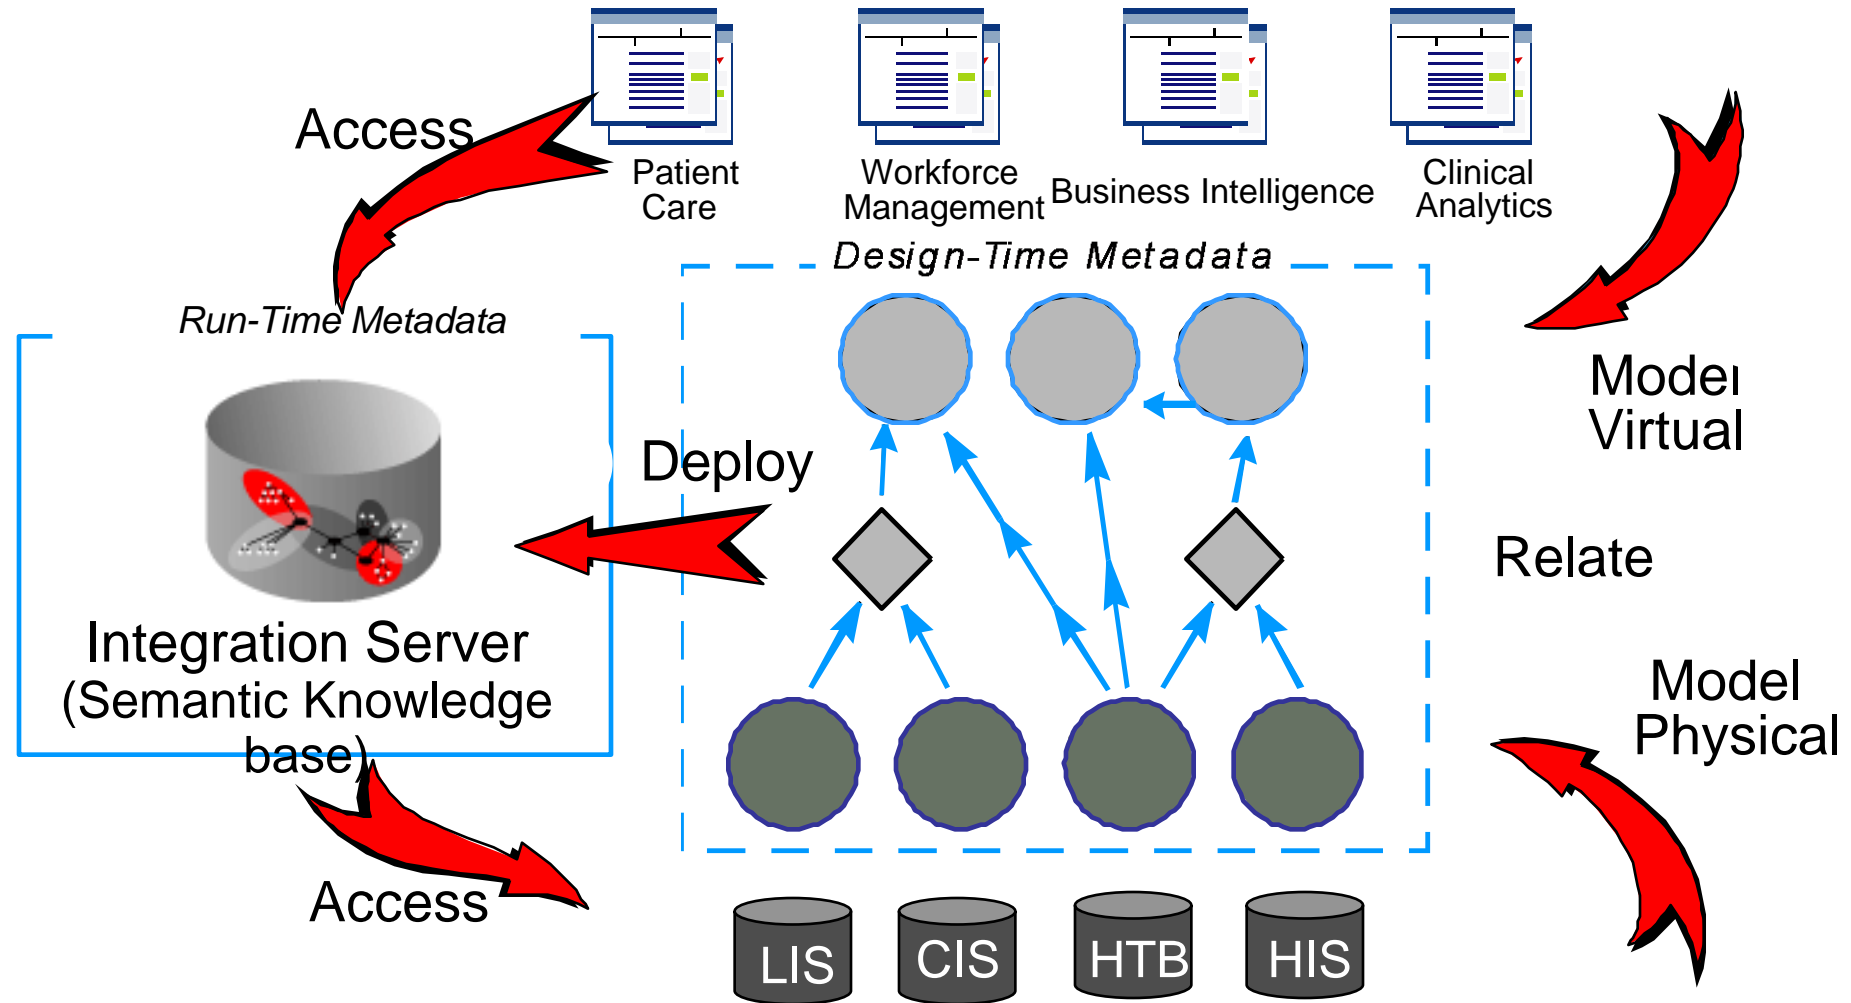 Access
Patient
Care
Workforce
Management
Business Intelligence
Clinical
Analytics
Design-Time Metadata
Run-Time Metadata
Model
Virtual
Deploy
Relate
Integration Server
(Semantic Knowledge
base)
Model
Physical
Access
LIS
CIS
HTB
HIS